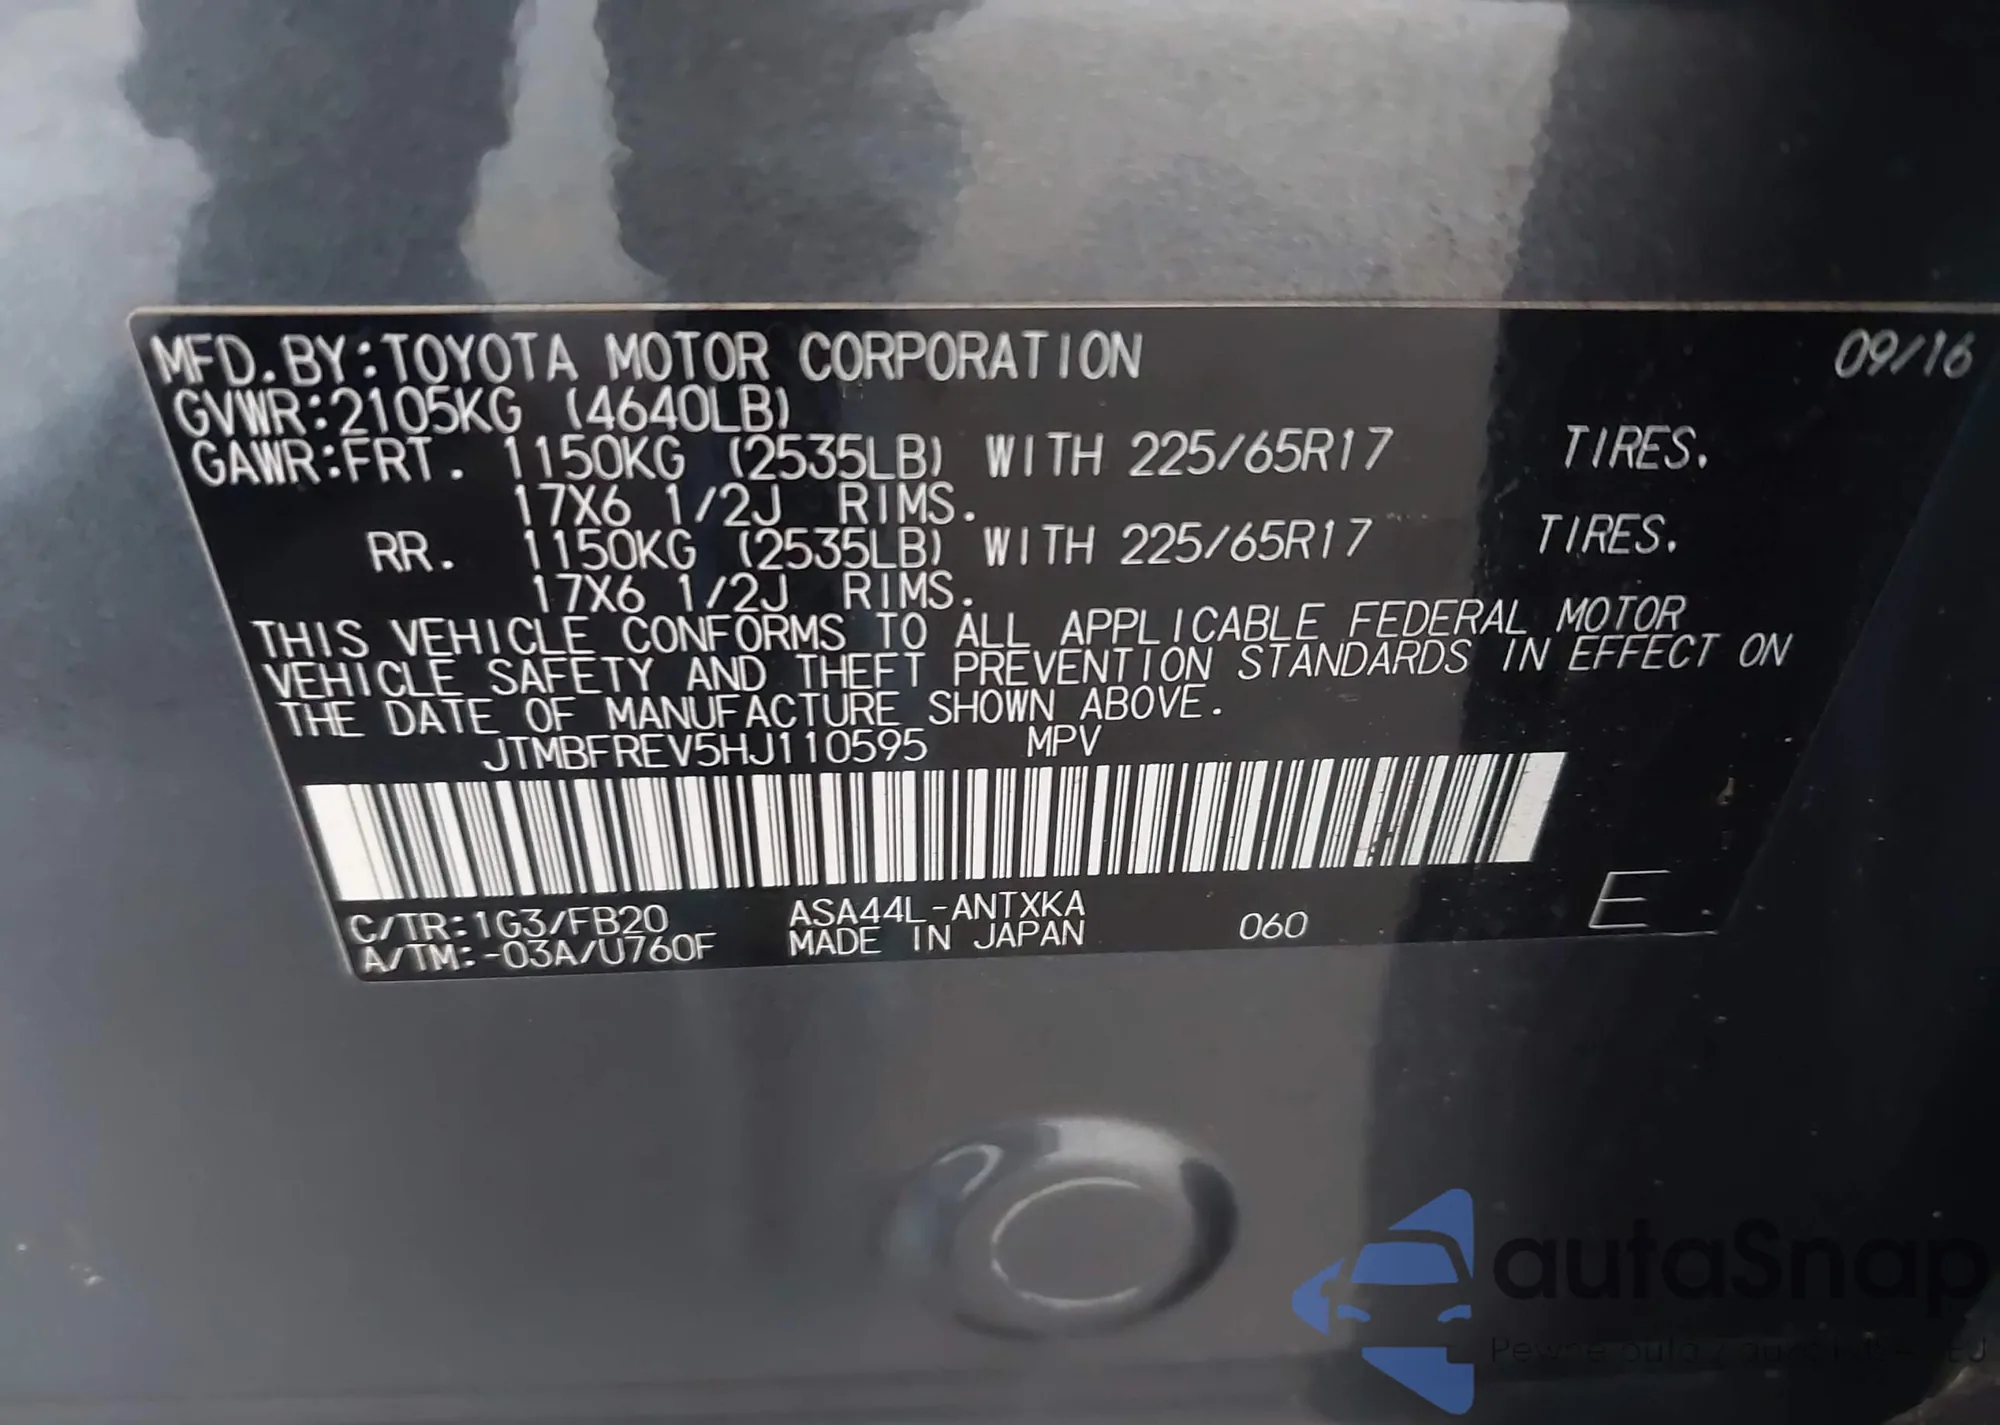 MFD.BY:TOYOTA MOTOR CORPORATION 09/16
GVWR:2105KG (4640LB)
GAWR:FRT. 1150KG (2535LB) WITH 225/65R17 TIRES.
17X6 1/2J RIMS.
RR. 1150KG (2535LB) WITH 225/65R17 TIRES.
17X6 1/2J RIMS.
THIS VEHICLE CONFORMS TO ALL APPLICABLE FEDERAL MOTOR
VEHICLE SAFETY AND THEFT PREVENTION STANDARDS IN EFFECT ON
THE DATE OF MANUFACTURE SHOWN ABOVE.
JTMBFREV5HJ110595 MPV
C/TR:1G3/FB20 ASA44L-ANTXKA 060 E
A/TM:-03A/U760F MADE IN JAPAN
autaSnap